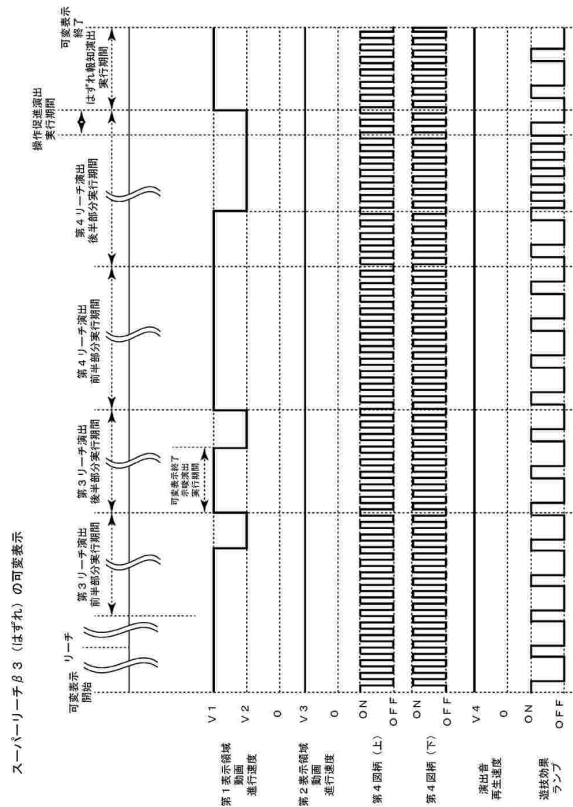 スーパーリーチβ3(はずれ)の可変表示
可変表示
開始
リーチ
第3リーチ演出
前半部分実行期間
第3リーチ演出
後半部分実行期間
可変表示終了
示唆演出
実行期間
第4リーチ演出
前半部分実行期間
第4リーチ演出
後半部分実行期間
操作促進演出
実行期間
はずれ報知演出
実行期間
可変表示
終了
第1表示領域
動画
進行速度
V1
V2
0
第2表示領域
動画
進行速度
V3
0
第4図柄(上)
ON
OFF
第4図柄(下)
ON
OFF
演出音
再生速度
V4
0
遊技効果
ランプ
ON
OFF